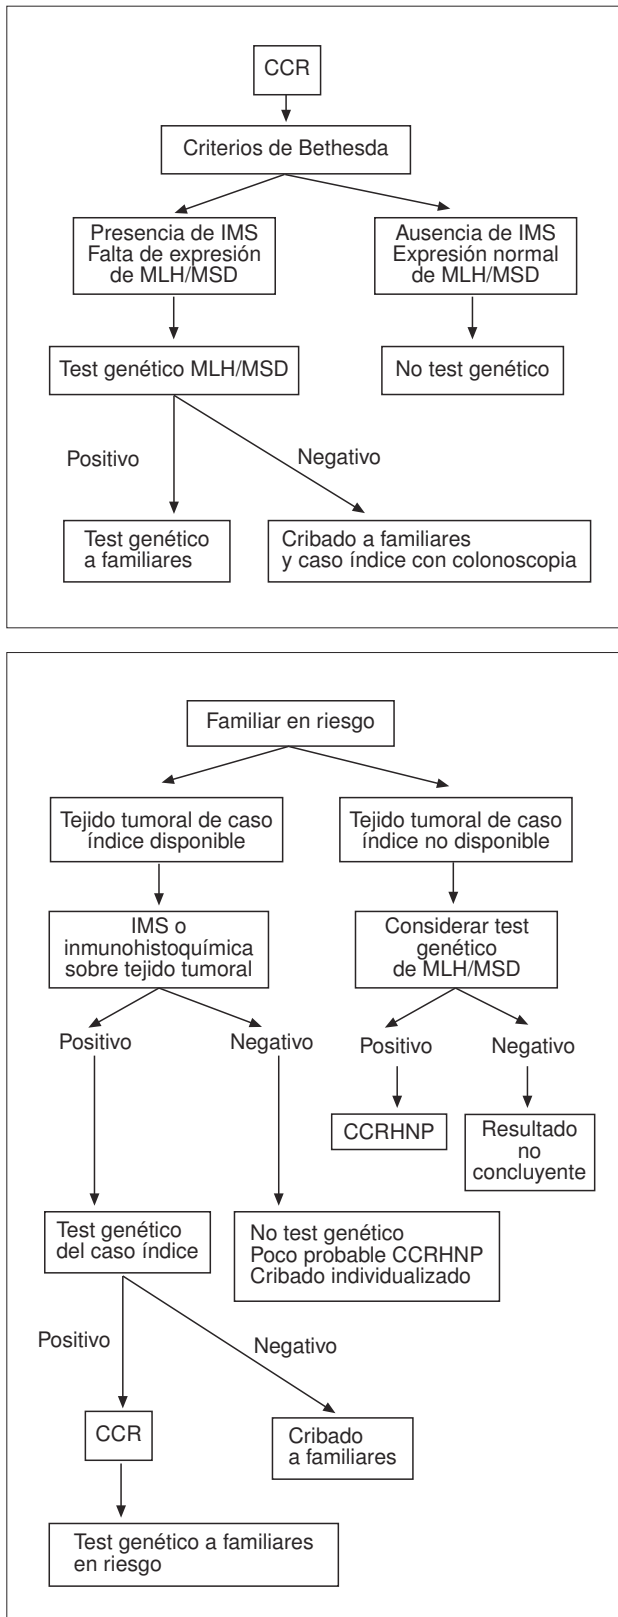 CCR
Criterios de Bethesda
Presencia de IMS
Falta de expresión
de MLH/MSD
Ausencia de IMS
Expresión normal
de MLH/MSD
Test genético MLH/MSD
No test genético
Positivo
Negativo
Test genético
a familiares
Cribado a familiares
y caso índice con colonoscopia
Familiar en riesgo
Tejido tumoral de caso
índice disponible
Tejido tumoral de caso
índice no disponible
IMS o
inmunohistoquímica
sobre tejido tumoral
Considerar test
genético
de MLH/MSD
Positivo
Negativo
Positivo
Negativo
CCRHNP
Resultado
no
concluyente
Test genético
del caso índice
No test genético
Poco probable CCRHNP
Cribado individualizado
Positivo
Negativo
CCR
Cribado
a familiares
Test genético a familiares
en riesgo